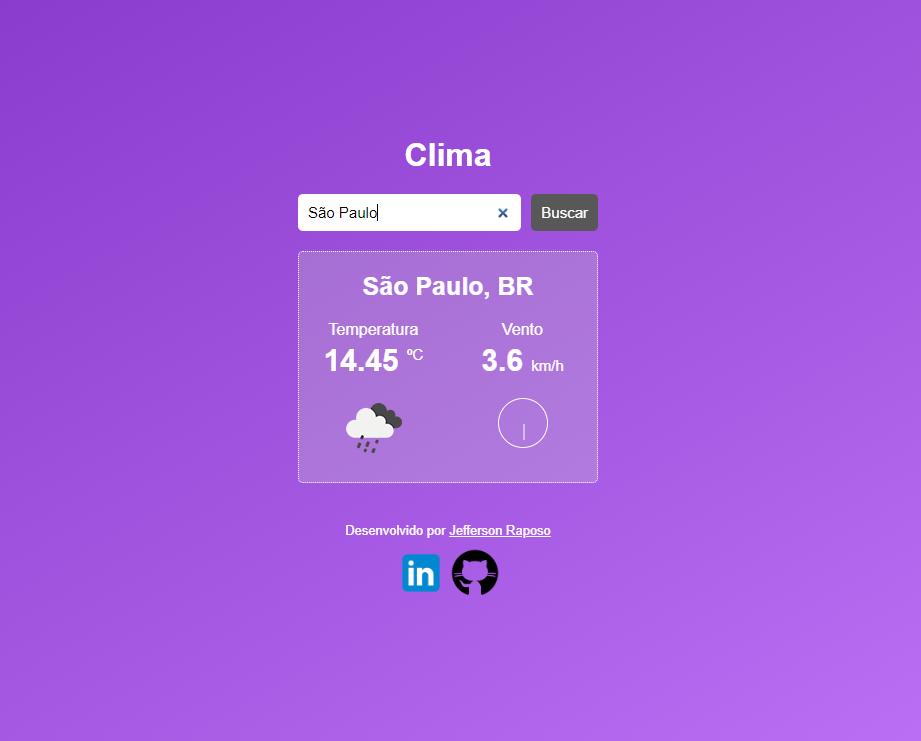 Clima
São Paulo × Buscar
São Paulo, BR
Temperatura Vento
14.45 ºC 3.6 km/h
Desenvolvido por Jefferson Raposo
in